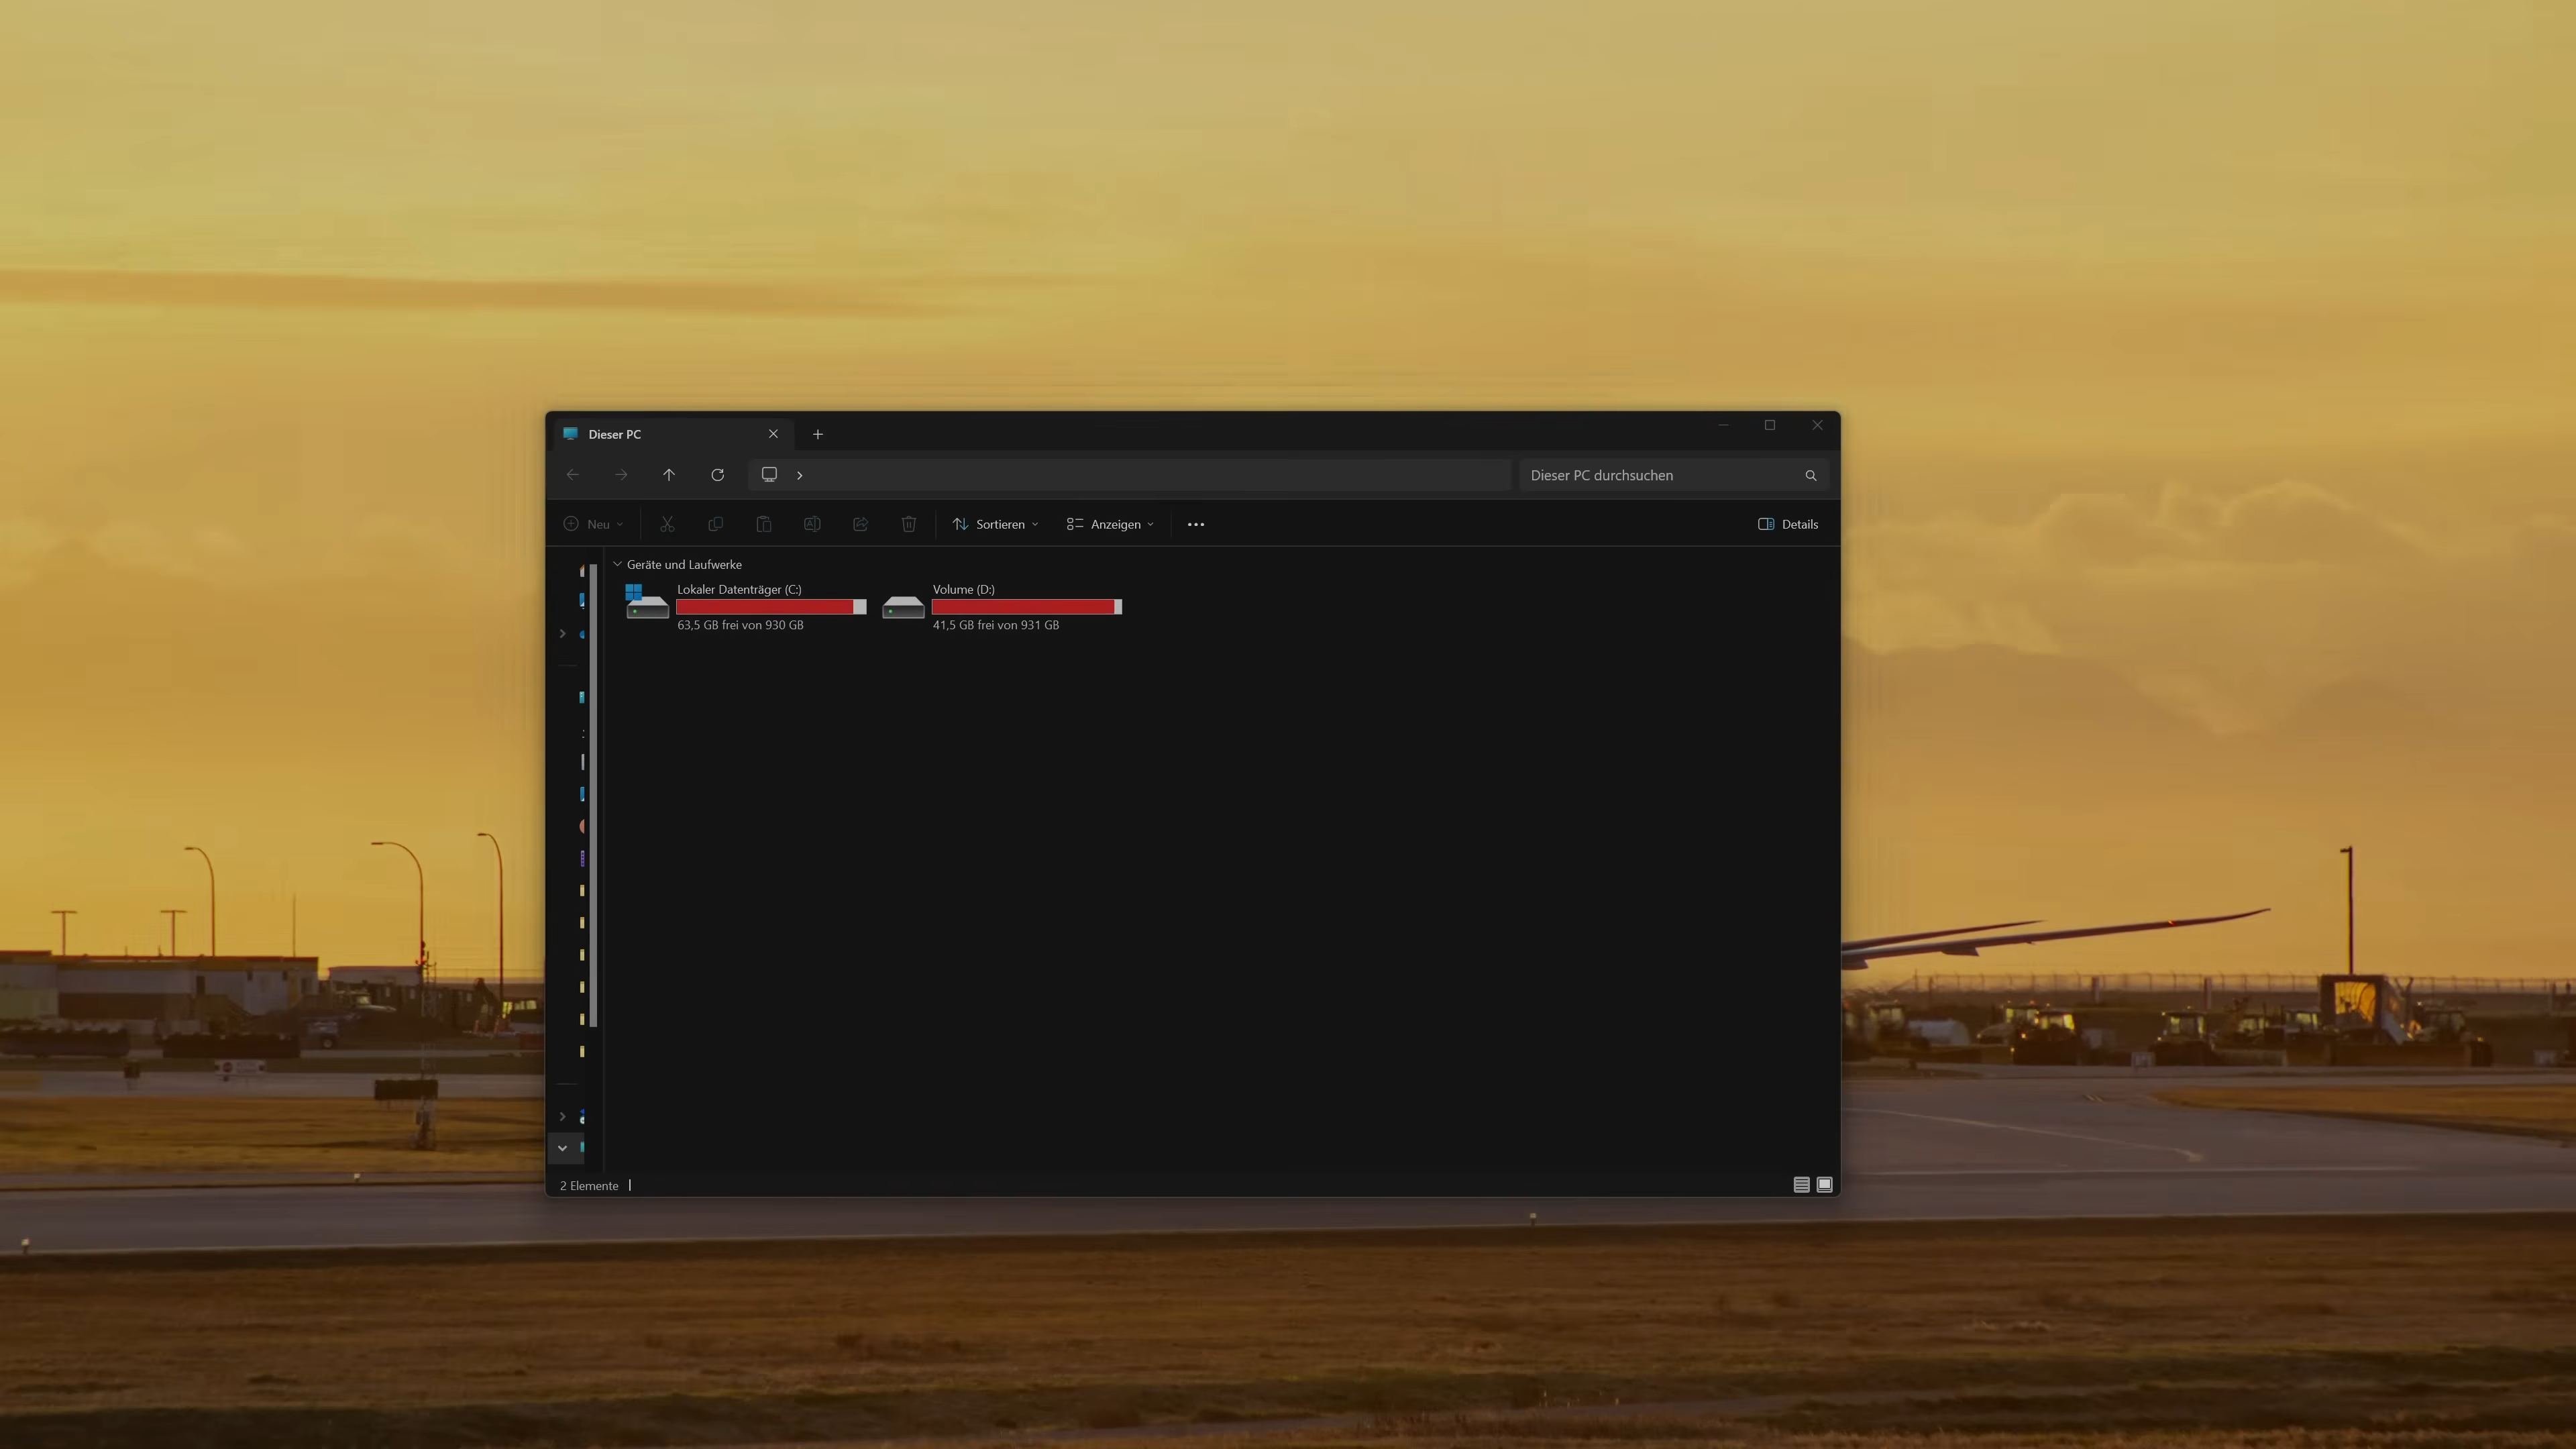 Dieser PC
Dieser PC durchsuchen
Neu
Sortieren
Anzeigen
Details
Geräte und Laufwerke
Lokaler Datenträger (C:)
63,5 GB frei von 930 GB
Volume (D:)
41,5 GB frei von 931 GB
2 Elemente